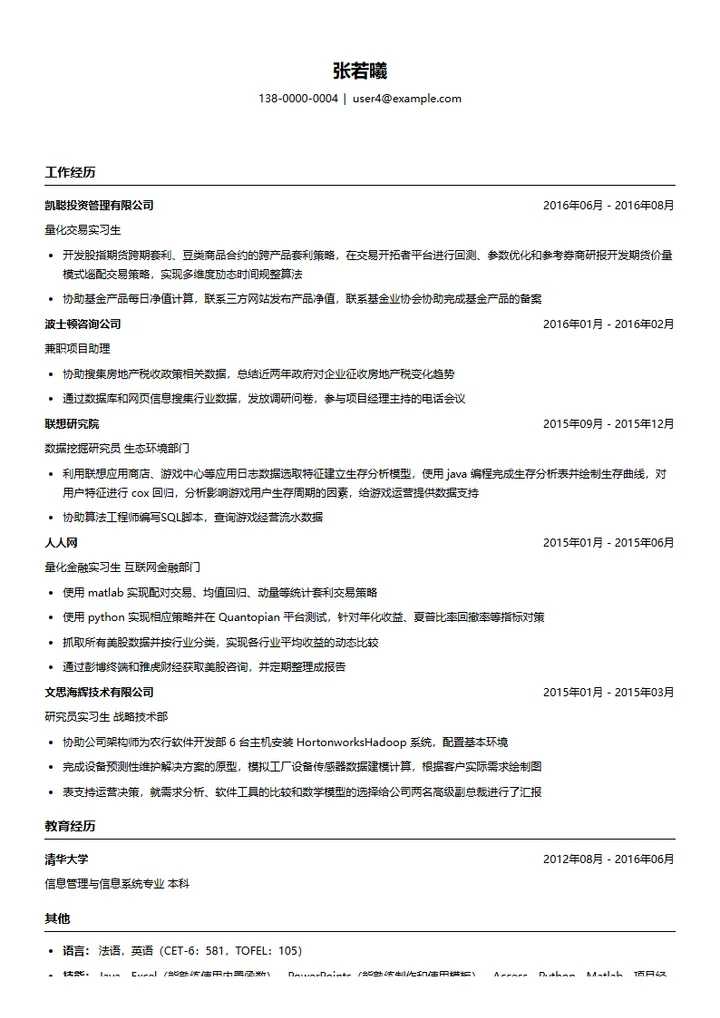 张若曦
138-0000-0004 | user4@example.com
工作经历
凯聪投资管理有限公司 2016年06月 - 2016年08月
量化交易实习生
• 开发股指期货跨期套利、豆类商品合约的跨产品套利策略，在交易开拓者平台进行回测、参数优化和参考券商研报开发期货价量
模式匹配交易策略，实现多维度动态时间规整算法
• 协助基金产品每日净值计算，联系三方网站发布产品净值，联系基金业协会协助完成基金产品的备案
波士顿咨询公司 2016年01月 - 2016年02月
兼职项目助理
• 协助搜集房地产税收政策相关数据，总结近两年政府对企业征收房地产税变化趋势
• 通过数据库和网页信息搜集行业数据，发放调研问卷，参与项目经理主持的电话会议
联想研究院 2015年09月 - 2015年12月
数据挖掘研究员 生态环境部门
• 利用联想应用商店、游戏中心等应用日志数据选取特征建立生存分析模型，使用 java 编程完成生存分析表并绘制生存曲线，对
用户特征进行 cox 回归，分析影响游戏用户生存周期的因素，给游戏运营提供数据支持
• 协助算法工程师编写SQL脚本，查询游戏经营流水数据
人人网 2015年01月 - 2015年06月
量化金融实习生 互联网金融部门
• 使用 matlab 实现配对交易、均值回归、动量等统计套利交易策略
• 使用 python 实现相应策略并在 Quantopian 平台测试，针对年化收益、夏普比率回撤率等指标对策
• 抓取所有美股数据并按行业分类，实现各行业平均收益的动态比较
• 通过彭博终端和雅虎财经获取美股咨询，并定期整理成报告
文思海辉技术有限公司 2015年01月 - 2015年03月
研究员实习生 战略技术部
• 协助公司架构师为农行软件开发部 6 台主机安装 HortonworksHadoop 系统，配置基本环境
• 完成设备预测性维护解决方案的原型，模拟工厂设备传感器数据建模计算，根据客户实际需求绘制图
• 表支持运营决策，就需求分析、软件工具的比较和数学模型的选择给公司两名高级副总裁进行了汇报
教育经历
清华大学 2012年08月 - 2016年06月
信息管理与信息系统专业 本科
其他
• 语言： 法语，英语（CET-6：581，TOFEL：105）
• 技能： Java、Excel（能熟练使用内置函数）、PowerPoints（能熟练制作和使用模板）、Access、Python、Matlab、项目经